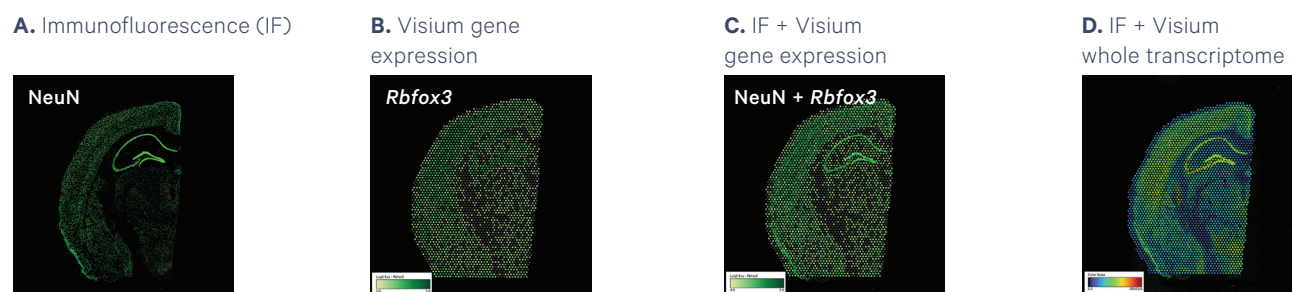 A. Immunofluorescence (IF)
B. Visium gene
expression
C. IF + Visium
gene expression
D. IF + Visium
whole transcriptome
NeuN
Rbfox3
NeuN + Rbfox3